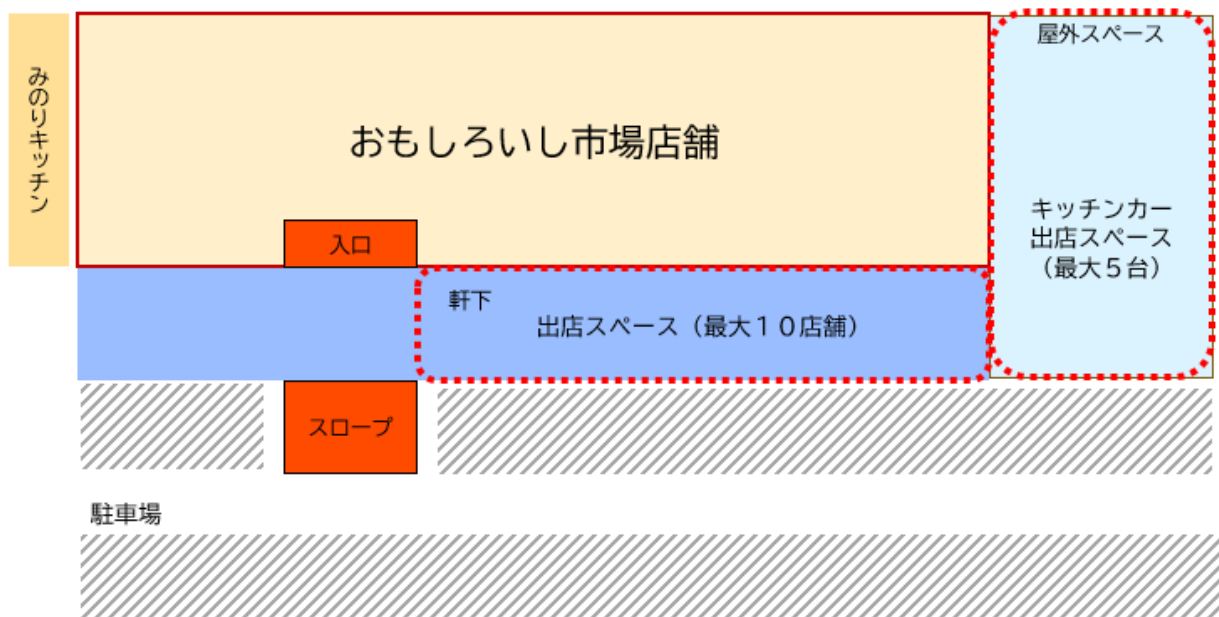 みのりキッチン
おもしろいし市場店舗
屋外スペース
キッチンカー
出店スペース
（最大５台）
入口
軒下
出店スペース（最大１０店舗）
スロープ
駐車場